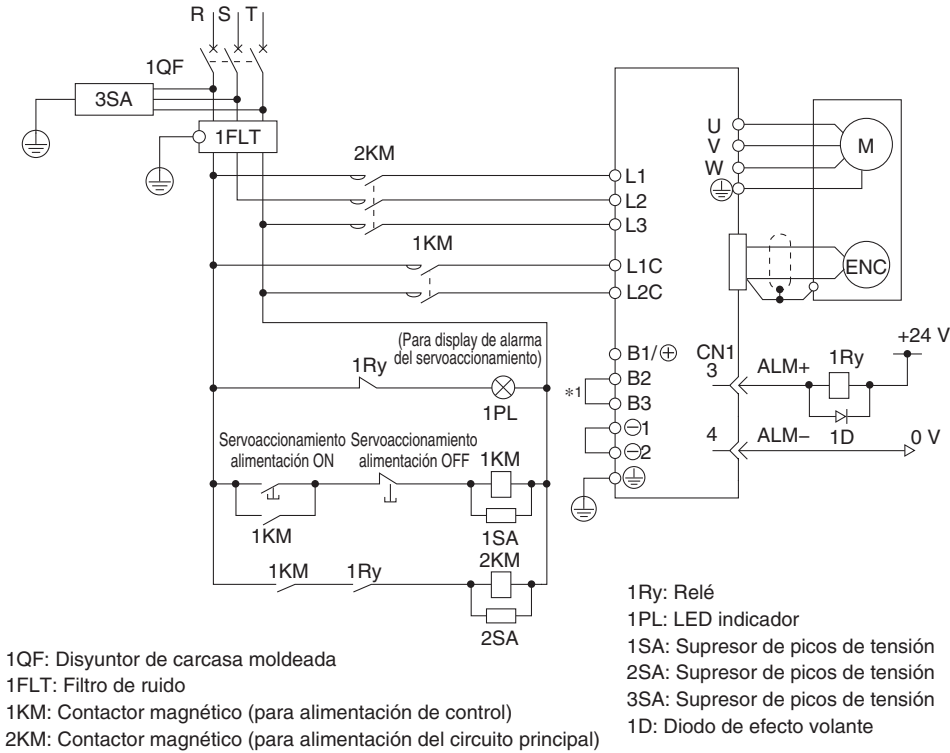 R S T
1QF
3SA
1FLT
2KM
L1
L2
L3
1KM
L1C
L2C
U
V
W
M
ENC
(Para display de alarma
del servoaccionamiento)
1Ry
1PL
B1/⊕
*1
B2
B3
⊖1
⊖2
CN1
3
ALM+
1Ry
+24 V
1D
4
ALM–
0 V
Servoaccionamiento
alimentación ON
Servoaccionamiento
alimentación OFF
1KM
1KM
1SA
2KM
1KM
1Ry
2SA
1QF: Disyuntor de carcasa moldeada
1FLT: Filtro de ruido
1KM: Contactor magnético (para alimentación de control)
2KM: Contactor magnético (para alimentación del circuito principal)
1Ry: Relé
1PL: LED indicador
1SA: Supresor de picos de tensión
2SA: Supresor de picos de tensión
3SA: Supresor de picos de tensión
1D: Diodo de efecto volante